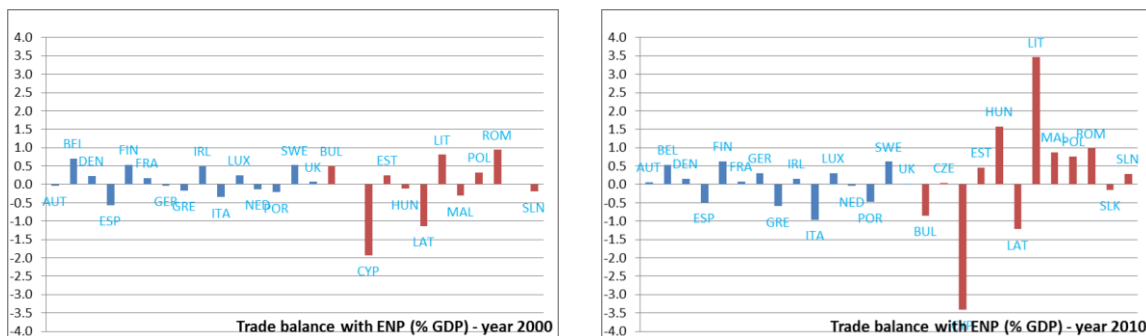 4.0
3.5
3.0
2.5
2.0
1.5
1.0
0.5
0.0
-0.5
-1.0
-1.5
-2.0
-2.5
-3.0
-3.5
-4.0
AUT
BEL
DEN
ESP
FIN
FRA
GER
GRE
IRL
ITA
LUX
NED
POR
SWE
UK
BUL
CYP
EST
HUN
LAT
LIT
MAL
POL
ROM
SLN
Trade balance with ENP (% GDP) - year 2000
4.0
3.5
3.0
2.5
2.0
1.5
1.0
0.5
0.0
-0.5
-1.0
-1.5
-2.0
-2.5
-3.0
-3.5
-4.0
AUT
BEL
DEN
ESP
FIN
FRA
GER
GRE
IRL
ITA
LUX
NED
POR
SWE
UK
BUL
CZE
EST
HUN
LAT
LIT
MAL
POL
ROM
SLK
SLN
Trade balance with ENP (% GDP) - year 2010